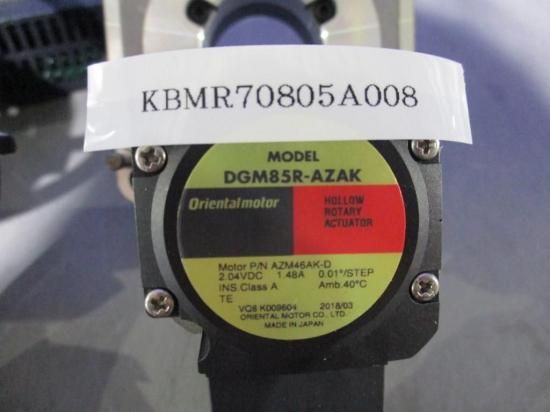 KBMR70805A008
MODEL
DGM85R-AZAK
Orientalmotor
HOLLOW
ROTARY
ACTUATOR
Motor P/N AZM46AK-D
2.04VDC 1.48A 0.01°/STEP
INS.Class A Amb.40°C
TE
VC8 K009604 2018/03
ORIENTAL MOTOR CO., LTD.
MADE IN JAPAN